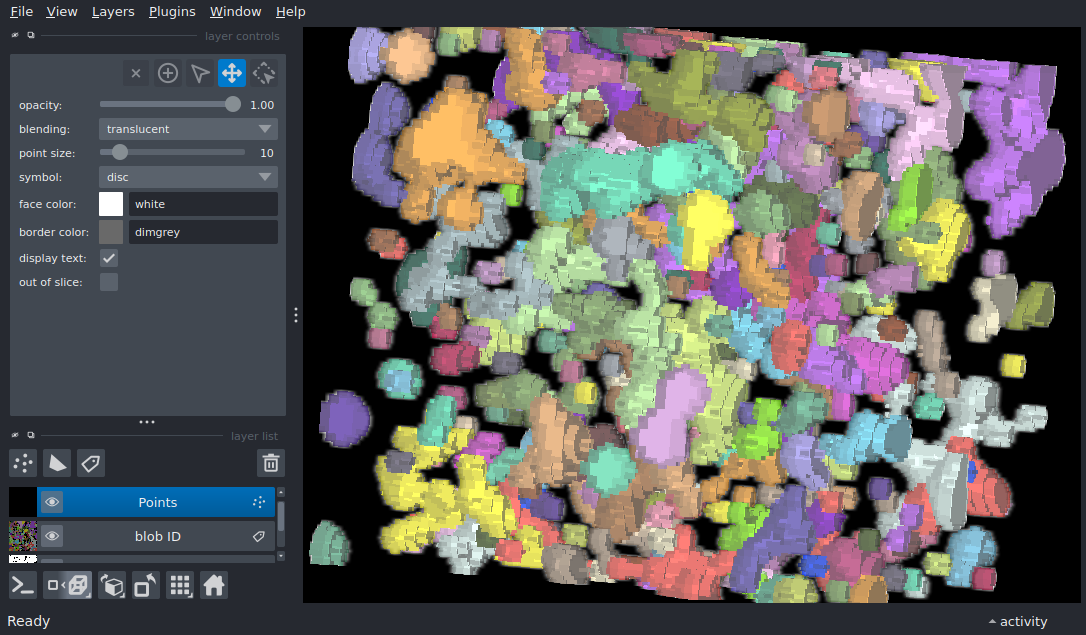 File View Layers Plugins Window Help
layer controls
opacity: 1.00
blending: translucent
point size: 10
symbol: disc
face color: white
border color: dimgrey
display text:
out of slice:
layer list
Points
blob ID
Ready
activity